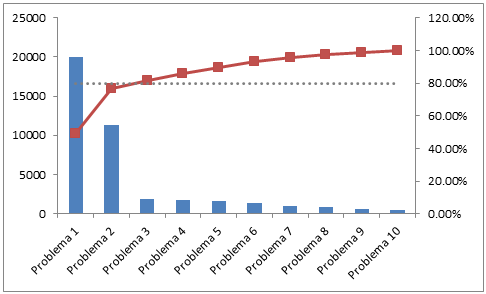 25000
20000
15000
10000
5000
0
120.00%
100.00%
80.00%
60.00%
40.00%
20.00%
0.00%
Problema 1
Problema 2
Problema 3
Problema 4
Problema 5
Problema 6
Problema 7
Problema 8
Problema 9
Problema 10